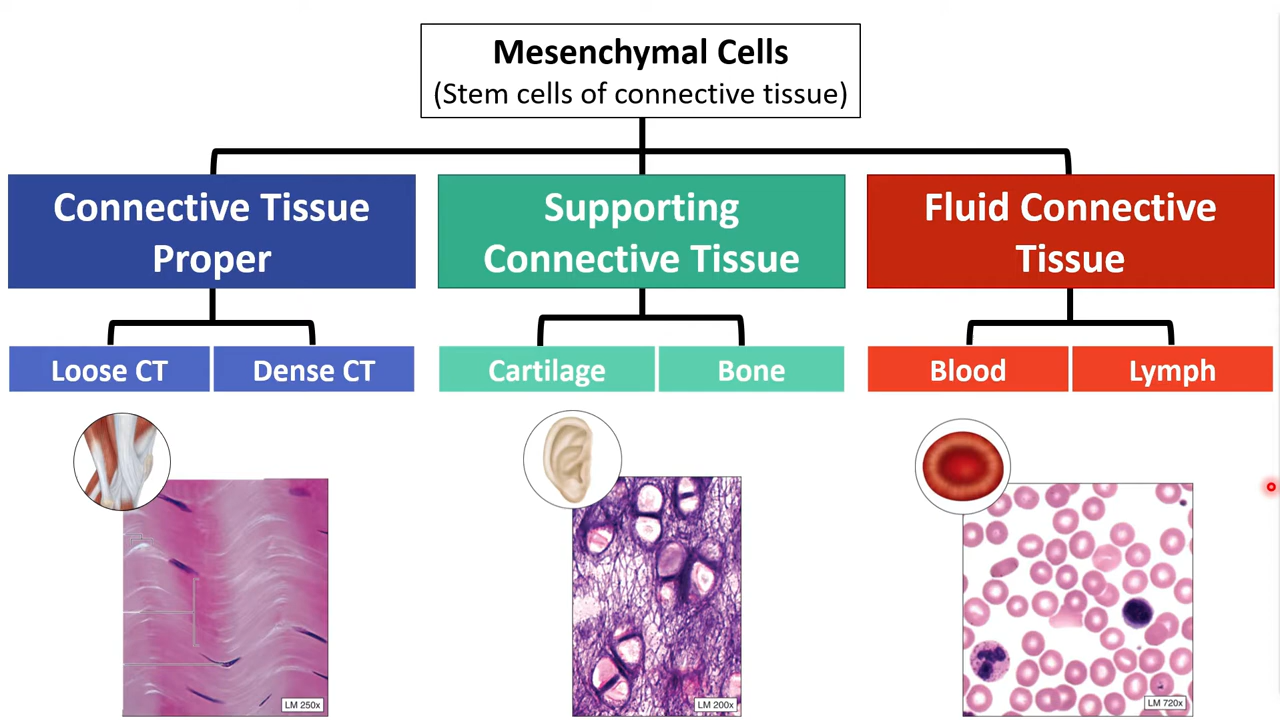 Mesenchymal Cells
(Stem cells of connective tissue)
Connective Tissue
Proper
Supporting
Connective Tissue
Fluid Connective
Tissue
Loose CT
Dense CT
Cartilage
Bone
Blood
Lymph
LM 250x
LM 200x
LM 720x